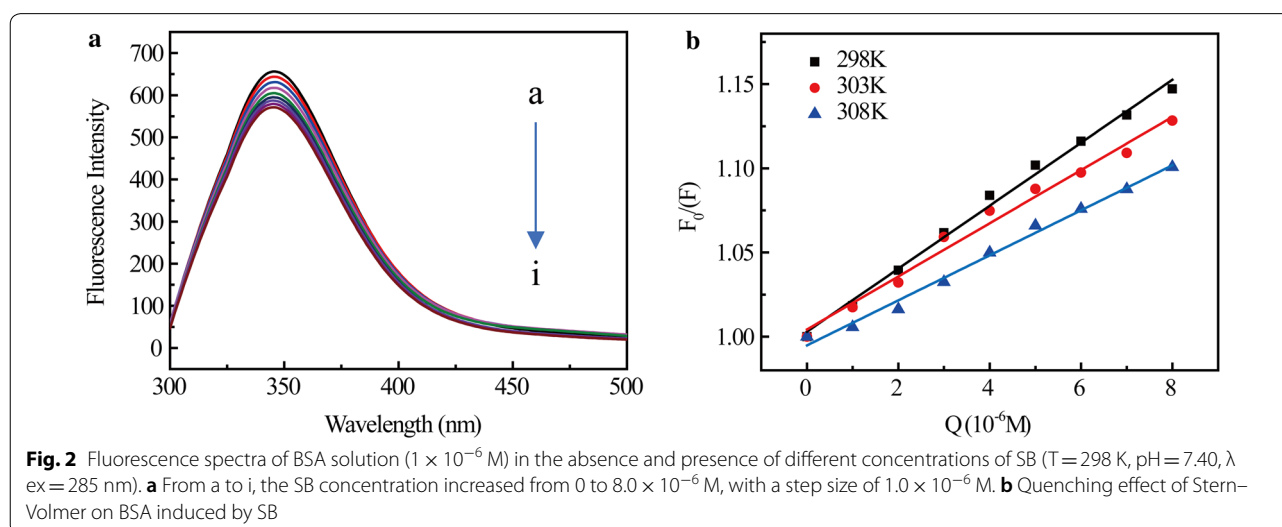 a
700
600
500
400
300
200
100
0
Fluorescence Intensity
a
i
300
350
400
450
500
Wavelength (nm)
b
298K
303K
308K
1.15
1.10
1.05
1.00
F₀/(F)
0
2
4
6
8
Q (10⁻⁶M)
Fig. 2 Fluorescence spectra of BSA solution (1 × 10⁻⁶ M) in the absence and presence of different concentrations of SB (T = 298 K, pH = 7.40, λ
ex = 285 nm). a From a to i, the SB concentration increased from 0 to 8.0 × 10⁻⁶ M, with a step size of 1.0 × 10⁻⁶ M. b Quenching effect of Stern–
Volmer on BSA induced by SB